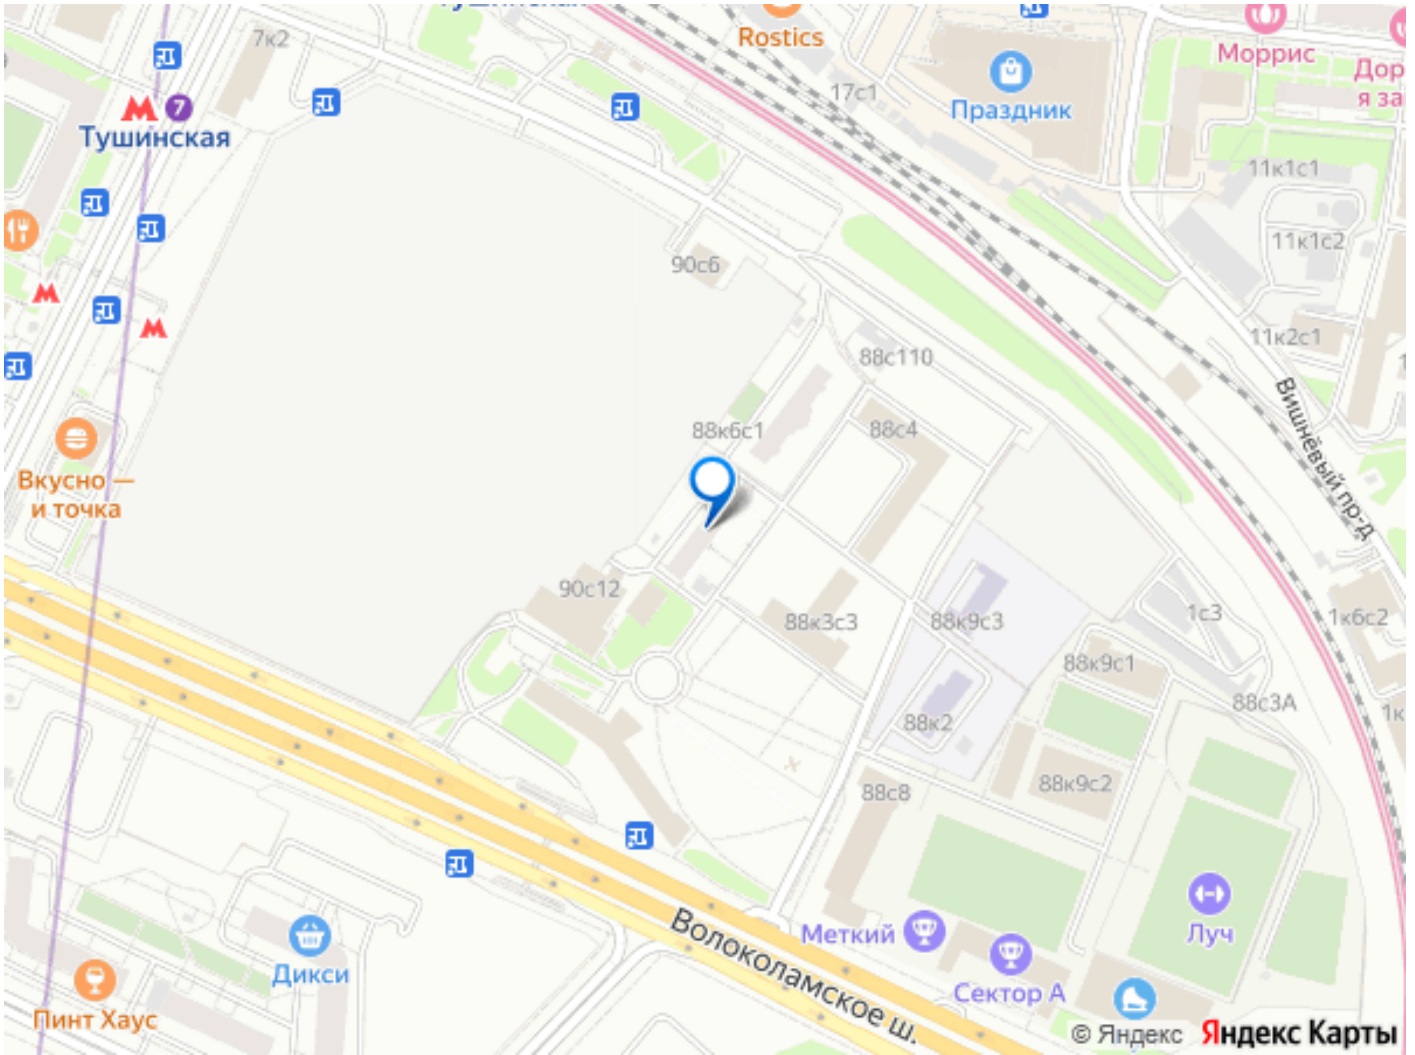 Тушинская
Rostics
Моррис
7к2
Праздник
17с1
Дор
я за
7
Тушинская
11к1с1
11к1с2
90с6
11к2с1
88с110
88к6с1
88с4
Вишнёвый пр-д
Вкусно —
и точка
90с12
88к3с3
88к9с3
1с3
1к6с2
88к9с1
88с3А
1к
88к2
88к9с2
88с8
Волоколамское ш.
Меткий
Луч
Дикси
Сектор А
Пинт Хаус
© Яндекс Яндекс Карты